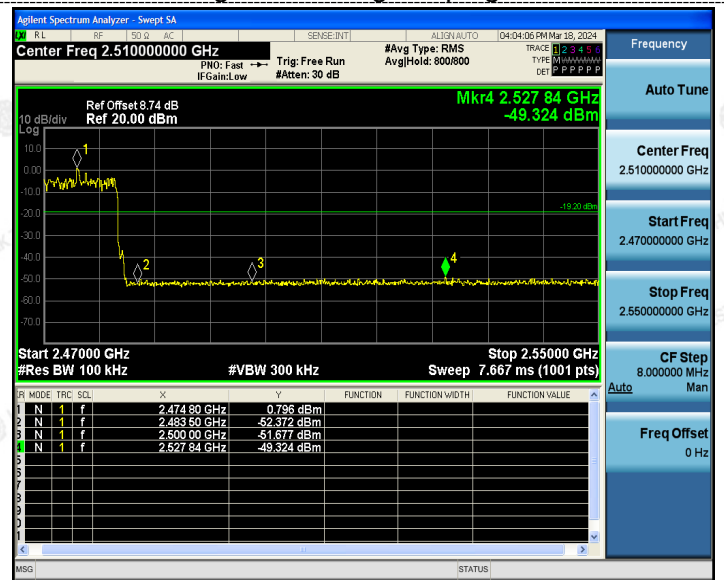 Agilent Spectrum Analyzer - Swept SA
LXI RL RF 50 Ω AC SENSE:INT ALIGN AUTO 04:04:06 PM Mar 18, 2024
Center Freq 2.510000000 GHz #Avg Type: RMS TRACE 1 2 3 4 5 6
PNO: Fast Trig: Free Run Avg|Hold: 800/800 TYPE M WWWWW
IFGain:Low #Atten: 30 dB DET P P P P P P
Mkr4 2.527 84 GHz
Ref Offset 8.74 dB
-49.324 dBm
10 dB/div Ref 20.00 dBm
Log
10.0
0.00
-10.0
-20.0
-30.0
-40.0
-50.0
-60.0
-70.0
1
2
3
4
-19.20 dBm
Start 2.47000 GHz Stop 2.55000 GHz
#Res BW 100 kHz #VBW 300 kHz Sweep 7.667 ms (1001 pts)
MODE TRC SCL X Y FUNCTION FUNCTION WIDTH FUNCTION VALUE
1 N 1 f 2.474 80 GHz 0.796 dBm
2 N 1 f 2.483 50 GHz -52.372 dBm
3 N 1 f 2.500 00 GHz -51.677 dBm
4 N 1 f 2.527 84 GHz -49.324 dBm
5
6
7
8
9
MSG STATUS
Frequency
Auto Tune
Center Freq
2.510000000 GHz
Start Freq
2.470000000 GHz
Stop Freq
2.550000000 GHz
CF Step
8.000000 MHz
Auto Man
Freq Offset
0 Hz